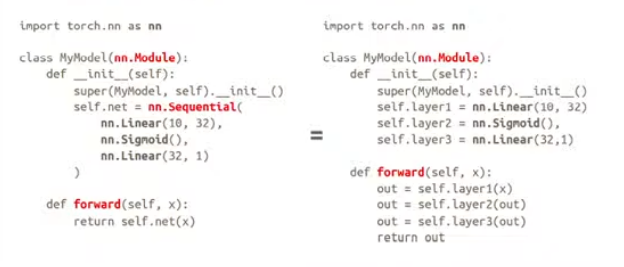 import torch.nn as nn
class MyModel(nn.Module):
    def __init__(self):
        super(MyModel, self).__init__()
        self.net = nn.Sequential(
            nn.Linear(10, 32),
            nn.Sigmoid(),
            nn.Linear(32, 1)
        )
    def forward(self, x):
        return self.net(x)
=
import torch.nn as nn
class MyModel(nn.Module):
    def __init__(self):
        super(MyModel, self).__init__()
        self.layer1 = nn.Linear(10, 32)
        self.layer2 = nn.Sigmoid(),
        self.layer3 = nn.Linear(32,1)
    def forward(self, x):
        out = self.layer1(x)
        out = self.layer2(out)
        out = self.layer3(out)
        return out